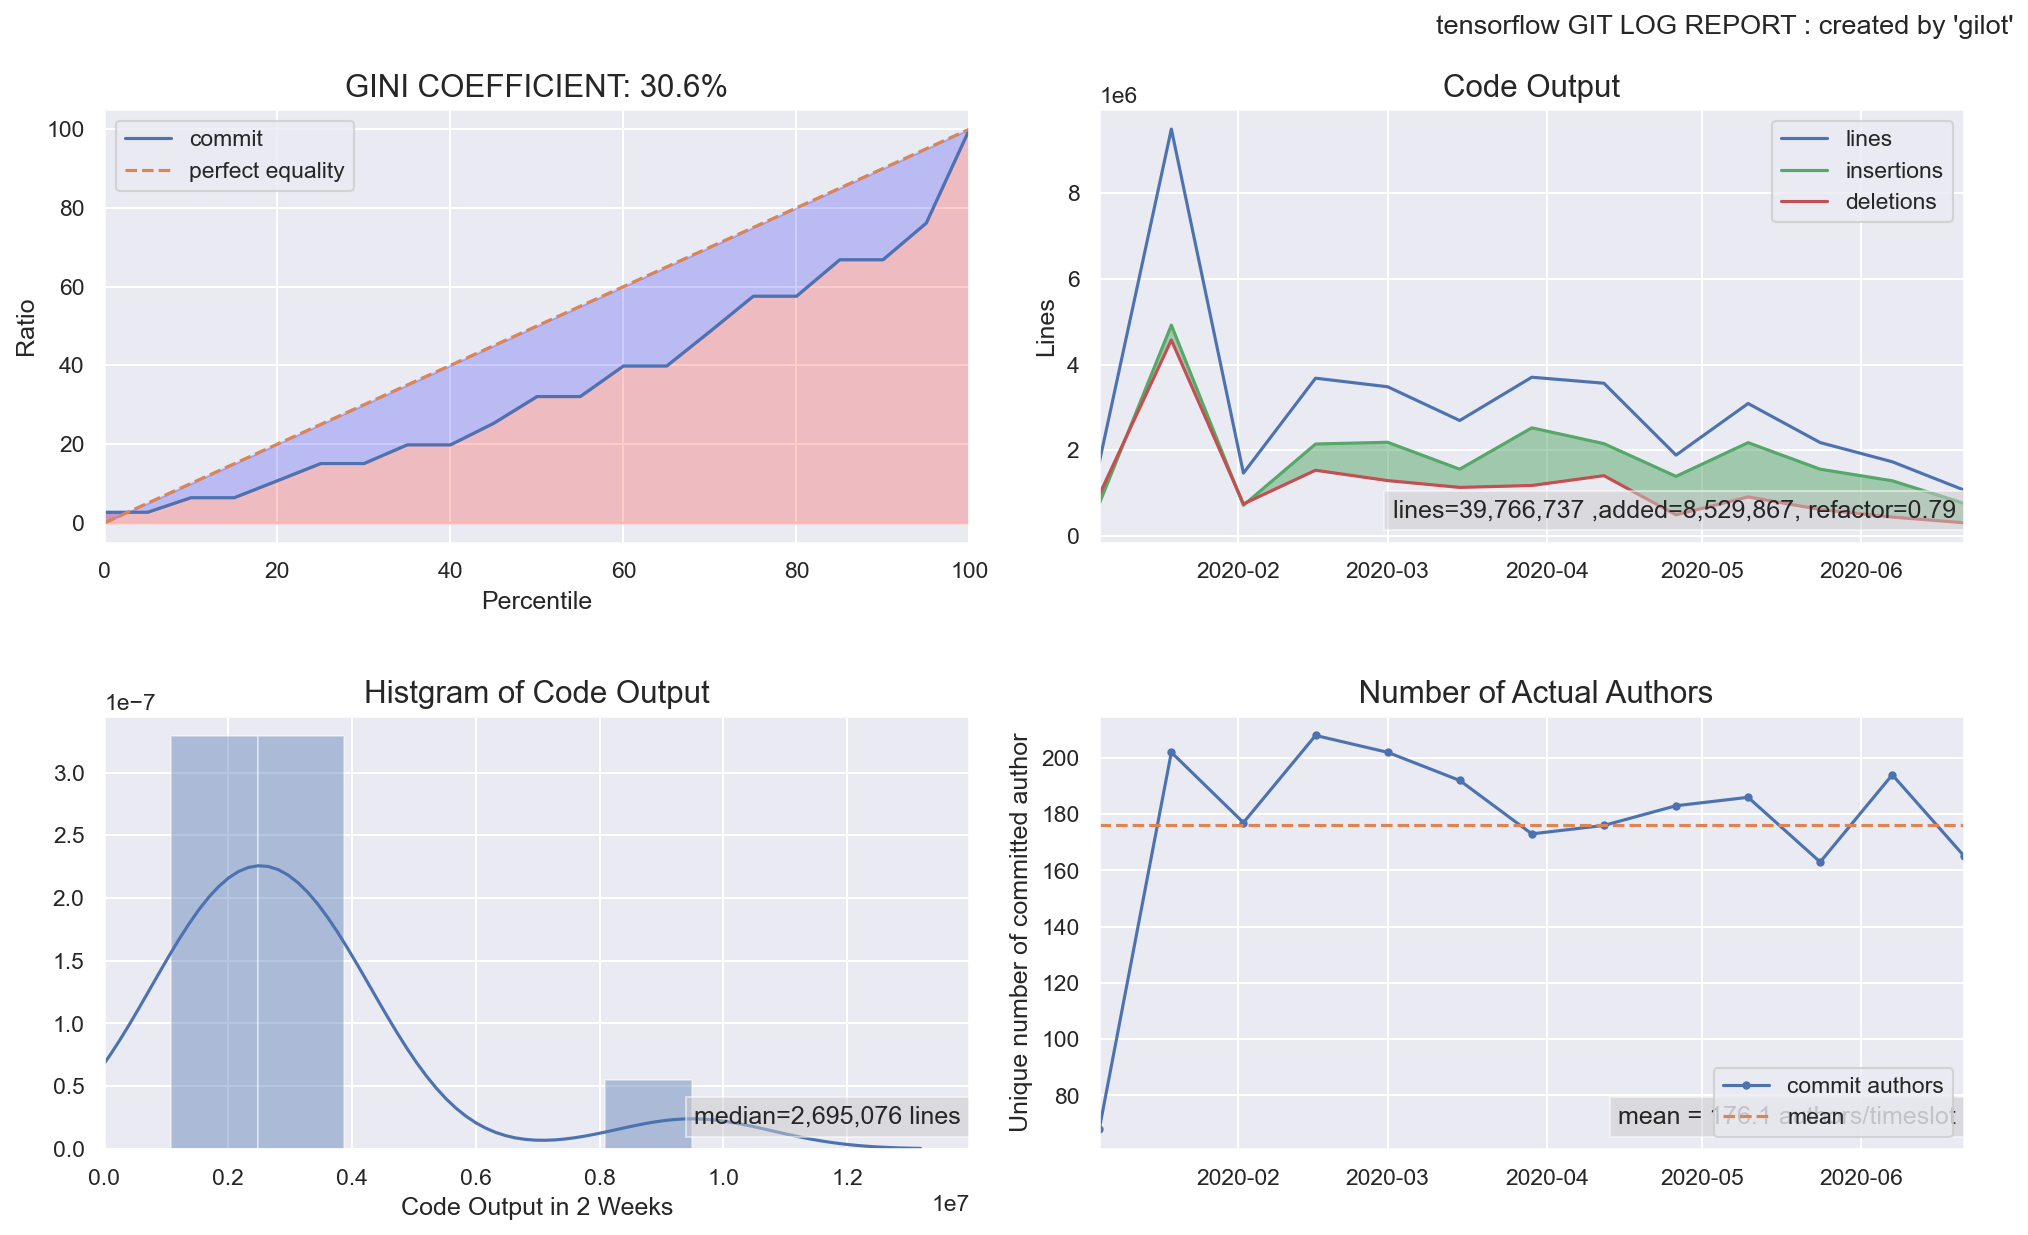 tensorflow GIT LOG REPORT : created by 'gilot'
GINI COEFFICIENT: 30.6%
commit
perfect equality
Ratio
100
80
60
40
20
0
0 20 40 60 80 100
Percentile
Code Output
1e6
lines
insertions
deletions
Lines
8
6
4
2
0
lines=39,766,737 ,added=8,529,867, refactor=0.79
2020-02 2020-03 2020-04 2020-05 2020-06
Histgram of Code Output
1e−7
3.0
2.5
2.0
1.5
1.0
0.5
0.0
median=2,695,076 lines
0.0 0.2 0.4 0.6 0.8 1.0 1.2
Code Output in 2 Weeks
1e7
Number of Actual Authors
Unique number of committed author
200
180
160
140
120
100
80
commit authors
mean
mean = 176.1 authors/timeslot
2020-02 2020-03 2020-04 2020-05 2020-06